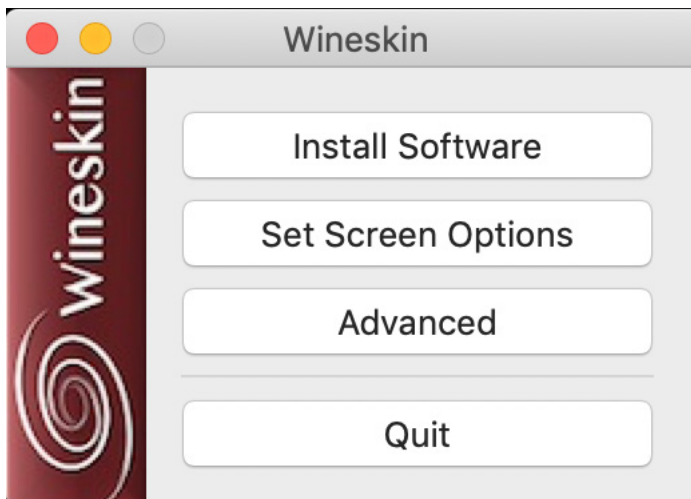 Wineskin
wineskin
Install Software
Set Screen Options
Advanced
Quit